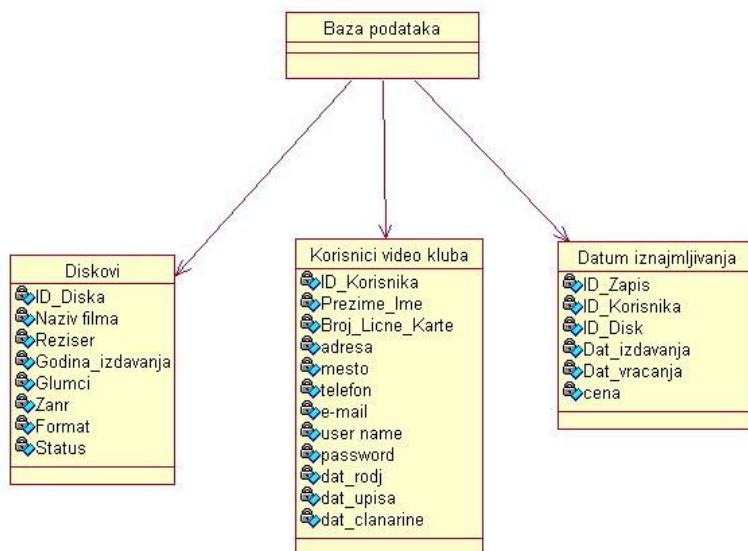 Baza podataka
Diskovi
ID_Diska
Naziv filma
Reziser
Godina_izdavanja
Glumci
Zanr
Format
Status
Korisnici video kluba
ID_Korisnika
Prezime_Ime
Broj_Licne_Karte
adresa
mesto
telefon
e-mail
user name
password
dat_rodj
dat_upisa
dat_clanarine
Datum iznajmljivanja
ID_Zapis
ID_Korisnika
ID_Disk
Dat_izdavanja
Dat_vracanja
cena